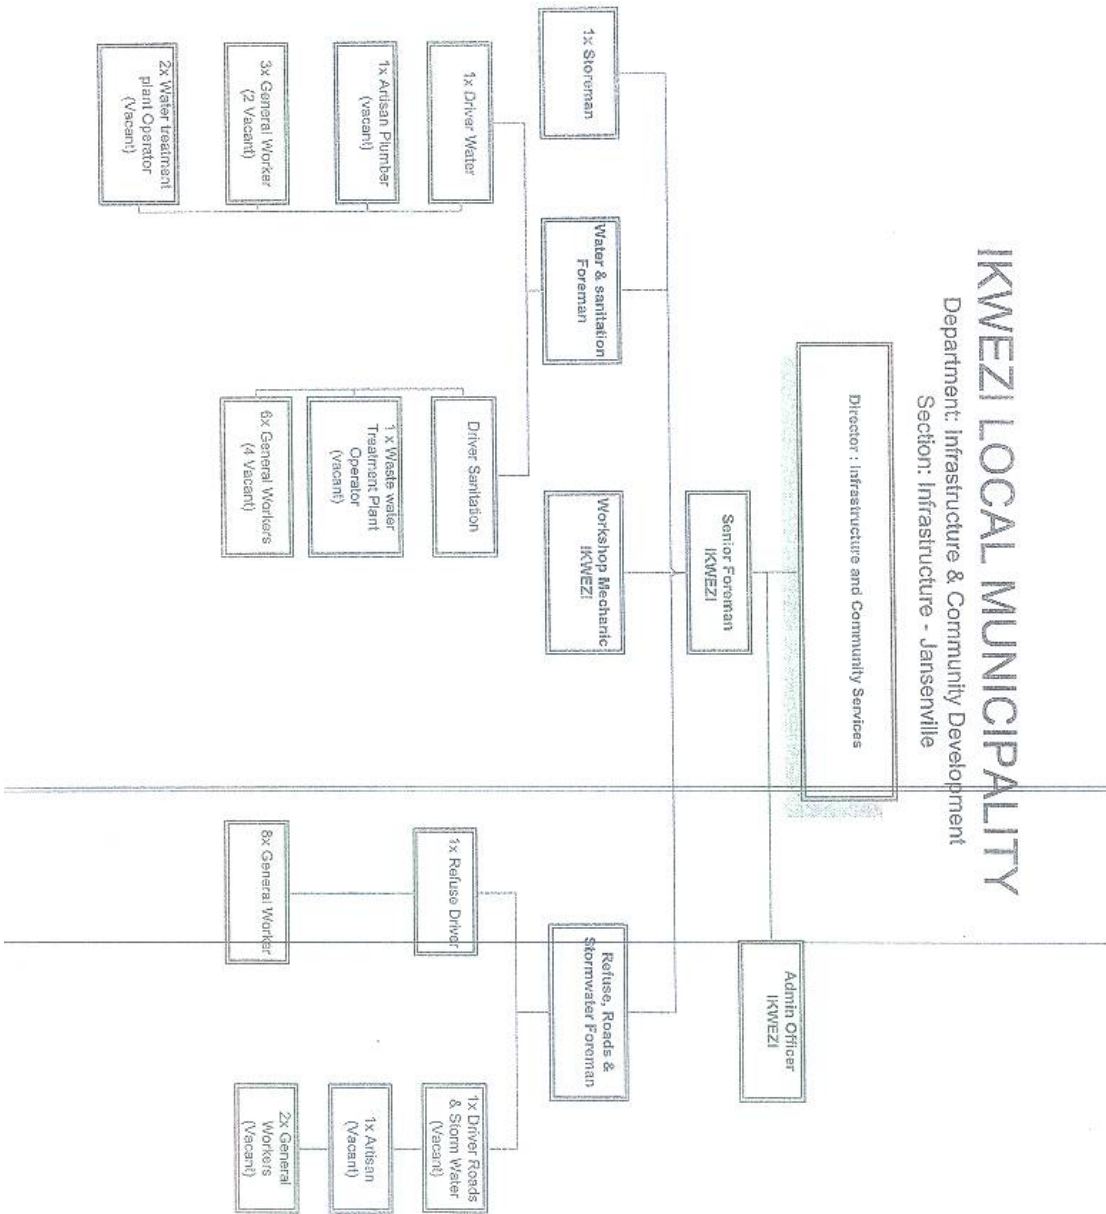 IKWEZI LOCAL MUNICIPALITY
Department: Infrastructure & Community Development
Section: Infrastructure - Jansenville
Director : Infrastructure and Community Services
Admin Officer
IKWEZI
Senior Foreman
IKWEZI
1x Storeman
Water & sanitation
Foreman
Workshop Mechanic
IKWEZI
Refuse, Roads &
Stormwater Foreman
1x Driver Water
1x Artisan Plumber
(vacant)
3x General Worker
(2 Vacant)
2x Water treatment
plant Operator
(Vacant)
Driver Sanitation
1 x Waste water
Treatment Plant
Operator
(vacant)
6x General Workers
(4 Vacant)
1x Refuse Driver
8x General Worker
1x Driver Roads
& Storm Water
(Vacant)
1x Artisan
(Vacant)
2x General
Workers
(Vacant)